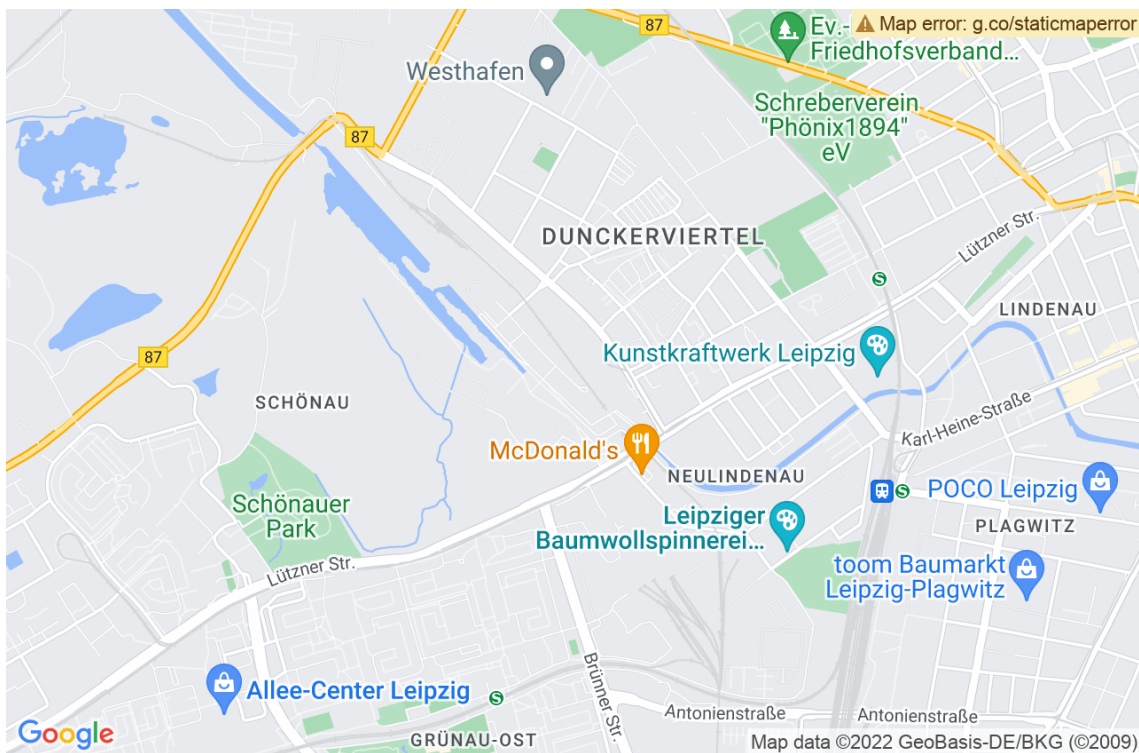 87
Ev.-
Friedhofsverband...
Map error: g.co/staticmaperror
Westhafen
Schreberverein
"Phönix1894"
eV
87
DUNCKERVIERTEL
Lützner Str.
S
LINDENAU
Kunstkraftwerk Leipzig
87
SCHÖNAU
Karl-Heine-Straße
McDonald's
NEULINDENAU
POCO Leipzig
S
Schönauer
Park
Leipziger
Baumwollspinnerei...
PLAGWITZ
toom Baumarkt
Leipzig-Plagwitz
Lützner Str.
Allee-Center Leipzig
S
Brünner Str.
Antonienstraße
Antonienstraße
GRÜNAU-OST
Google
Map data ©2022 GeoBasis-DE/BKG (©2009)